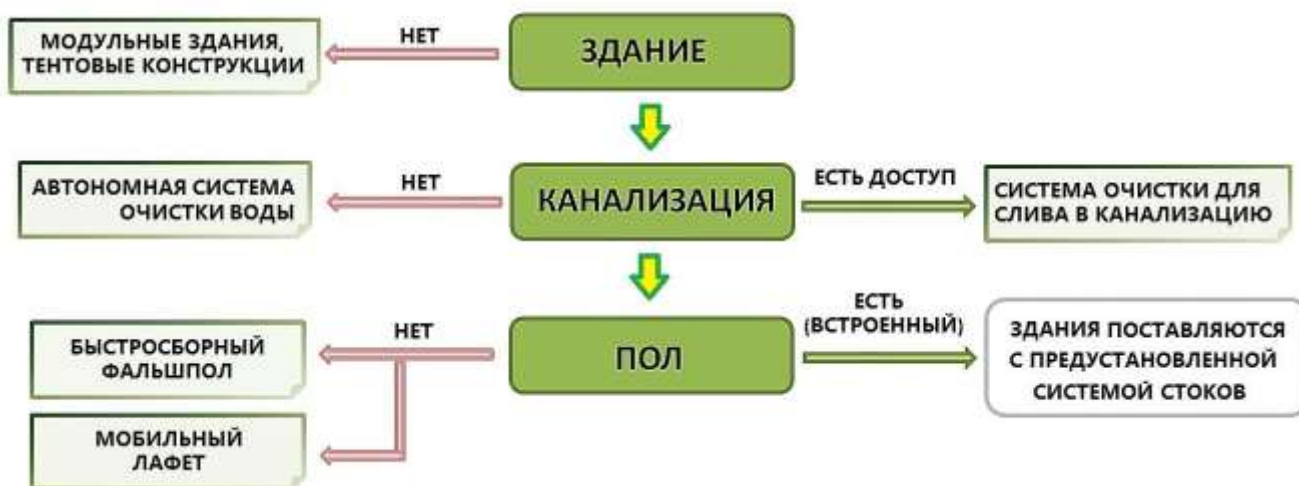 МОДУЛЬНЫЕ ЗДАНИЯ,
ТЕНТОВЫЕ КОНСТРУКЦИИ
НЕТ
ЗДАНИЕ
АВТОНОМНАЯ СИСТЕМА
ОЧИСТКИ ВОДЫ
НЕТ
КАНАЛИЗАЦИЯ
ЕСТЬ ДОСТУП
СИСТЕМА ОЧИСТКИ ДЛЯ
СЛИВА В КАНАЛИЗАЦИЮ
БЫСТРОСБОРНЫЙ
ФАЛЬШПОЛ
НЕТ
ПОЛ
ЕСТЬ
(ВСТРОЕННЫЙ)
ЗДАНИЯ ПОСТАВЛЯЮТСЯ
С ПРЕДУСТАНОВЛЕННОЙ
СИСТЕМОЙ СТОКОВ
МОБИЛЬНЫЙ
ЛАФЕТ